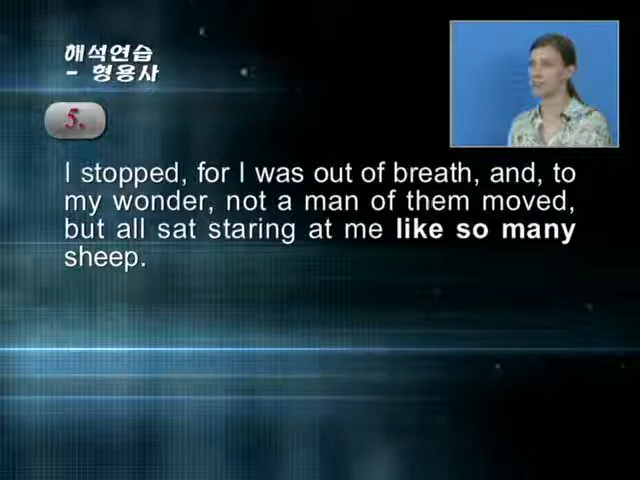 해석연습
- 형용사
5.
I stopped, for I was out of breath, and, to
my wonder, not a man of them moved,
but all sat staring at me like so many
sheep.